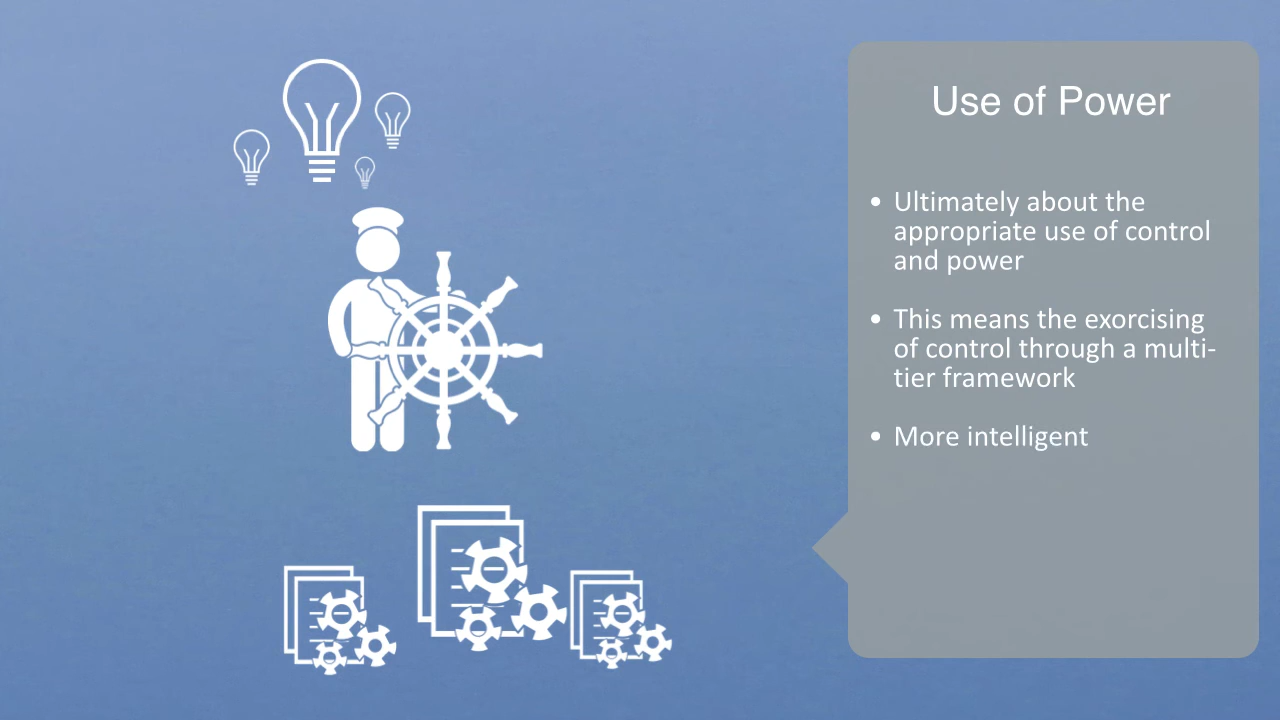 Use of Power
• Ultimately about the
appropriate use of control
and power
• This means the exorcising
of control through a multi-
tier framework
• More intelligent